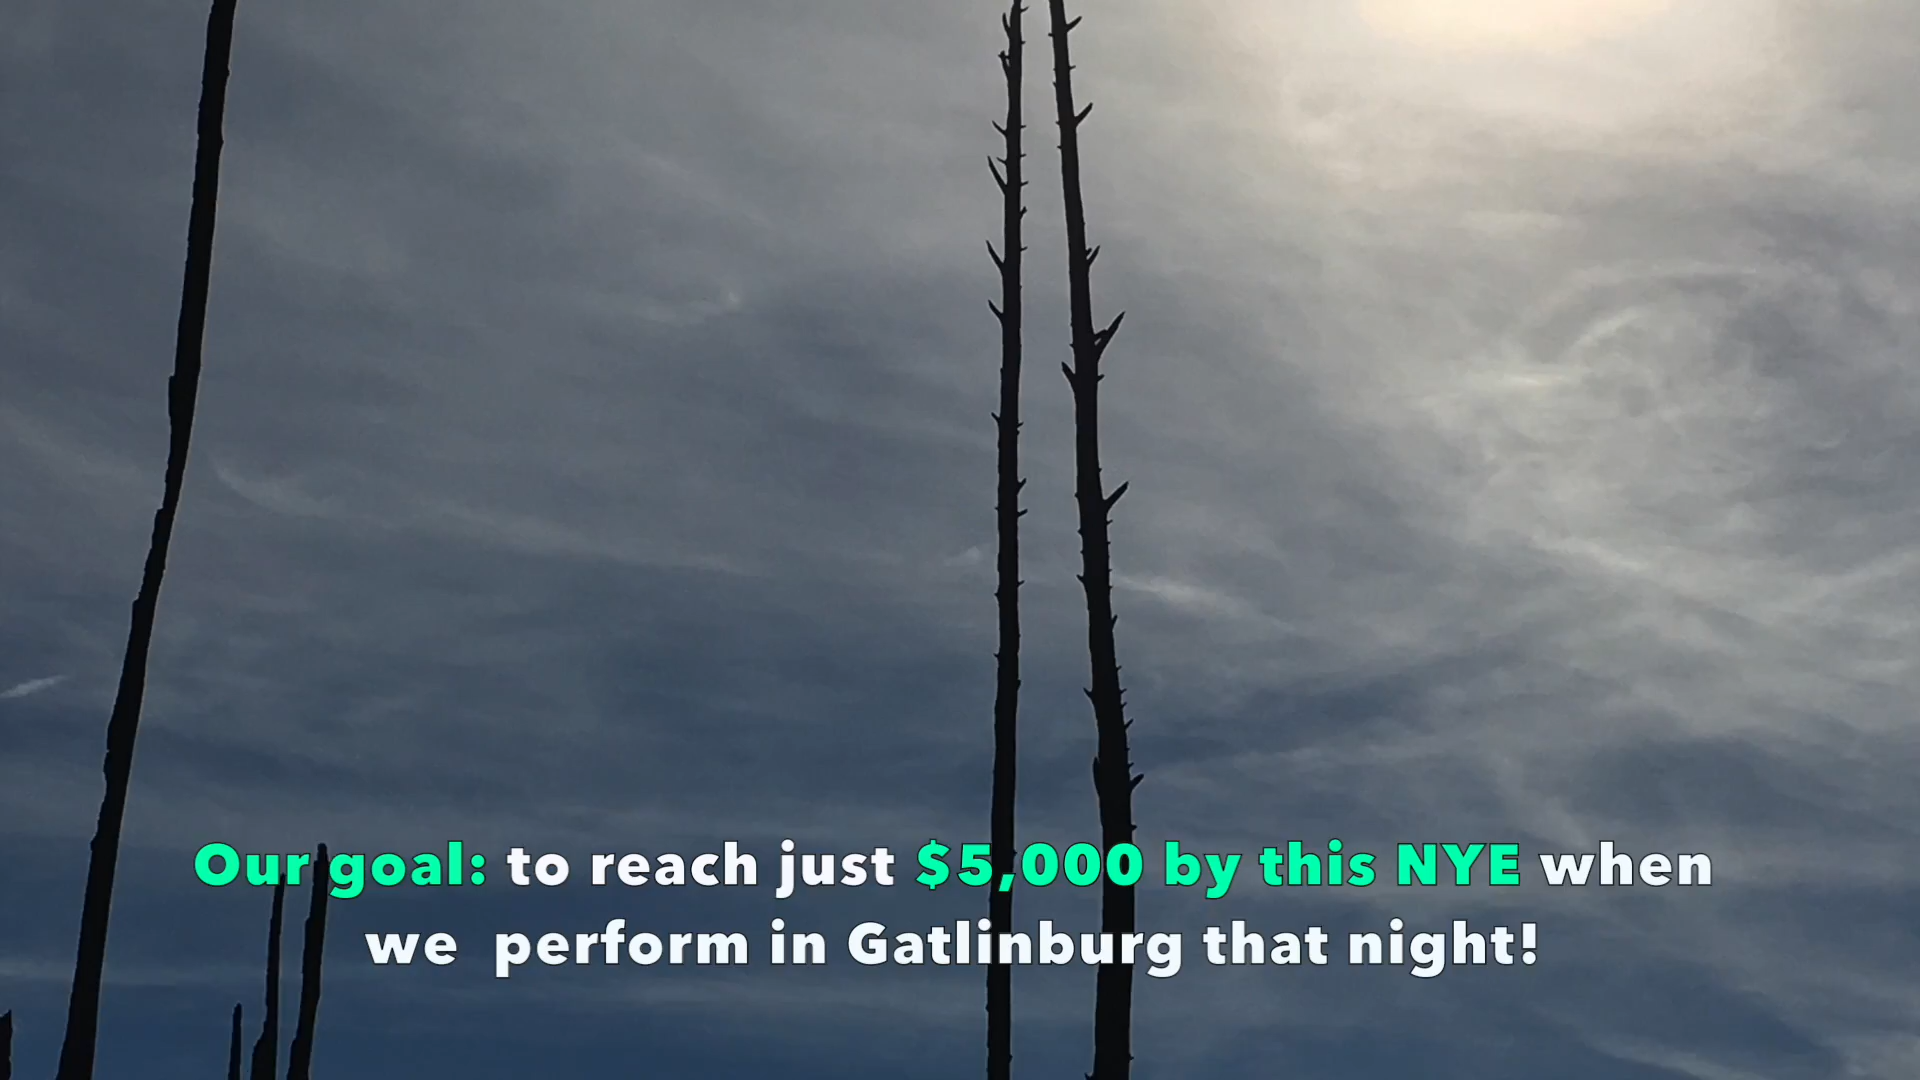 Our goal: to reach just $5,000 by this NYE when
we perform in Gatlinburg that night!